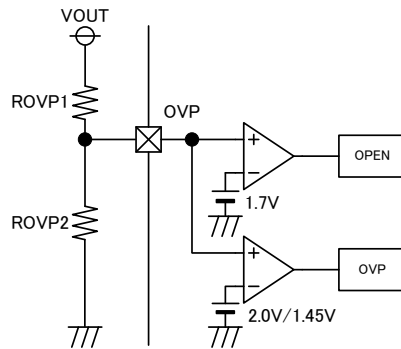 VOUT
ROVP1
OVP
+
−
OPEN
1.7V
ROVP2
+
−
OVP
2.0V/1.45V